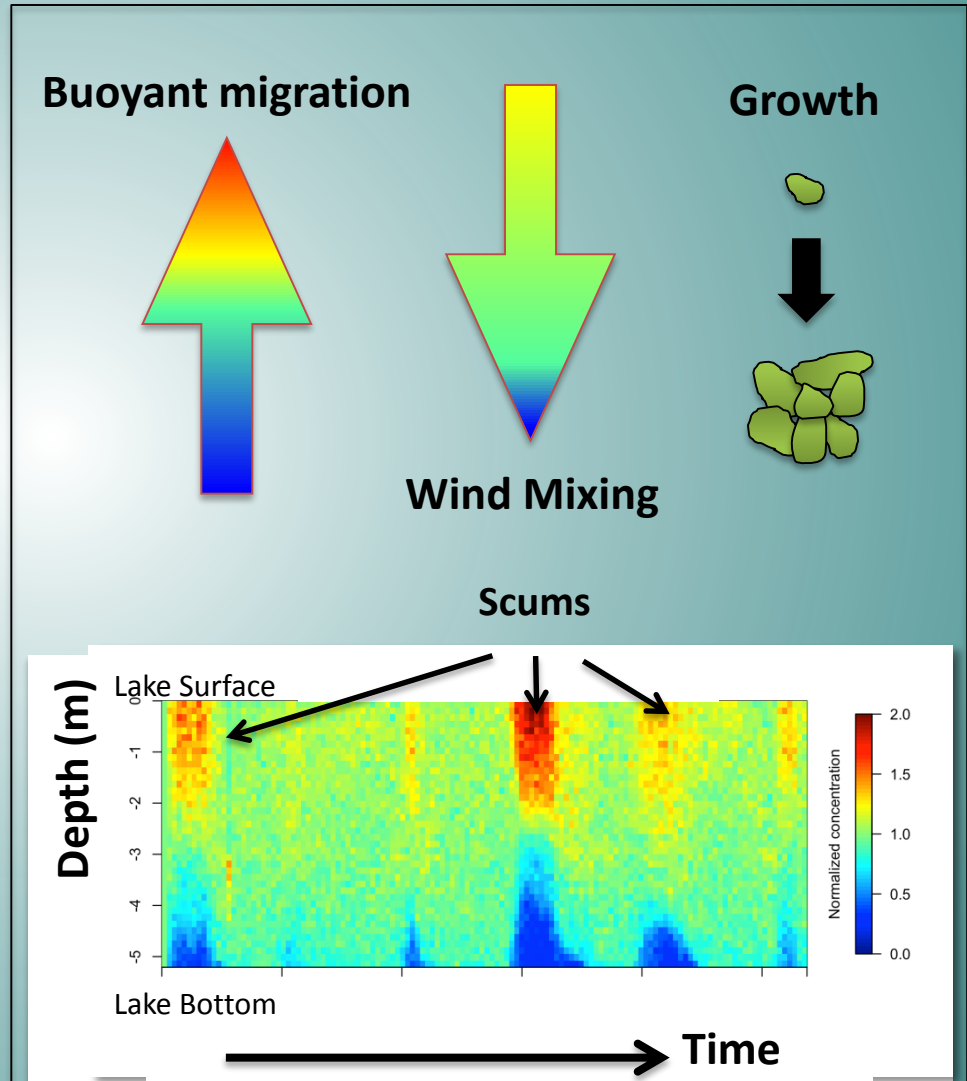 Buoyant migration
Growth
Wind Mixing
Scums
Depth (m)
Lake Surface
0
-1
-2
-3
-4
-5
Lake Bottom
Time
2.0
1.5
1.0
0.5
0.0
Normalized concentration